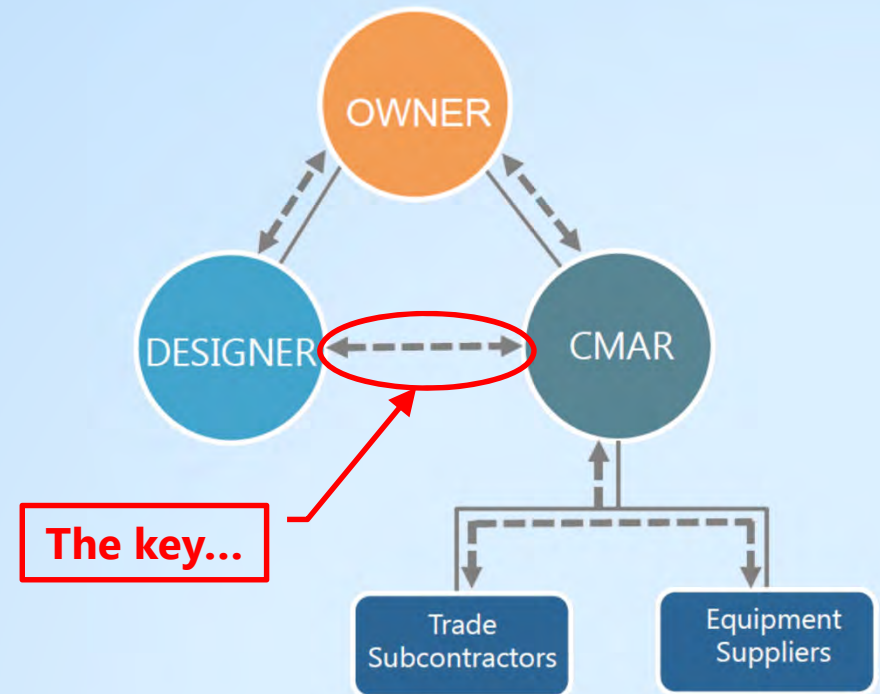 OWNER
DESIGNER
CMAR
The key...
Trade
Subcontractors
Equipment
Suppliers